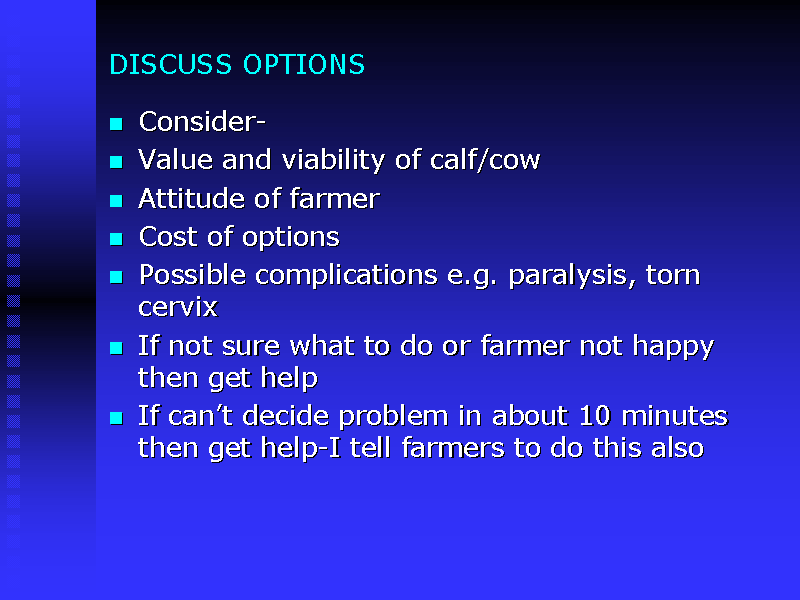 DISCUSS OPTIONS
Consider-
Value and viability of calf/cow
Attitude of farmer
Cost of options
Possible complications e.g. paralysis, torn
cervix
If not sure what to do or farmer not happy
then get help
If can’t decide problem in about 10 minutes
then get help-I tell farmers to do this also